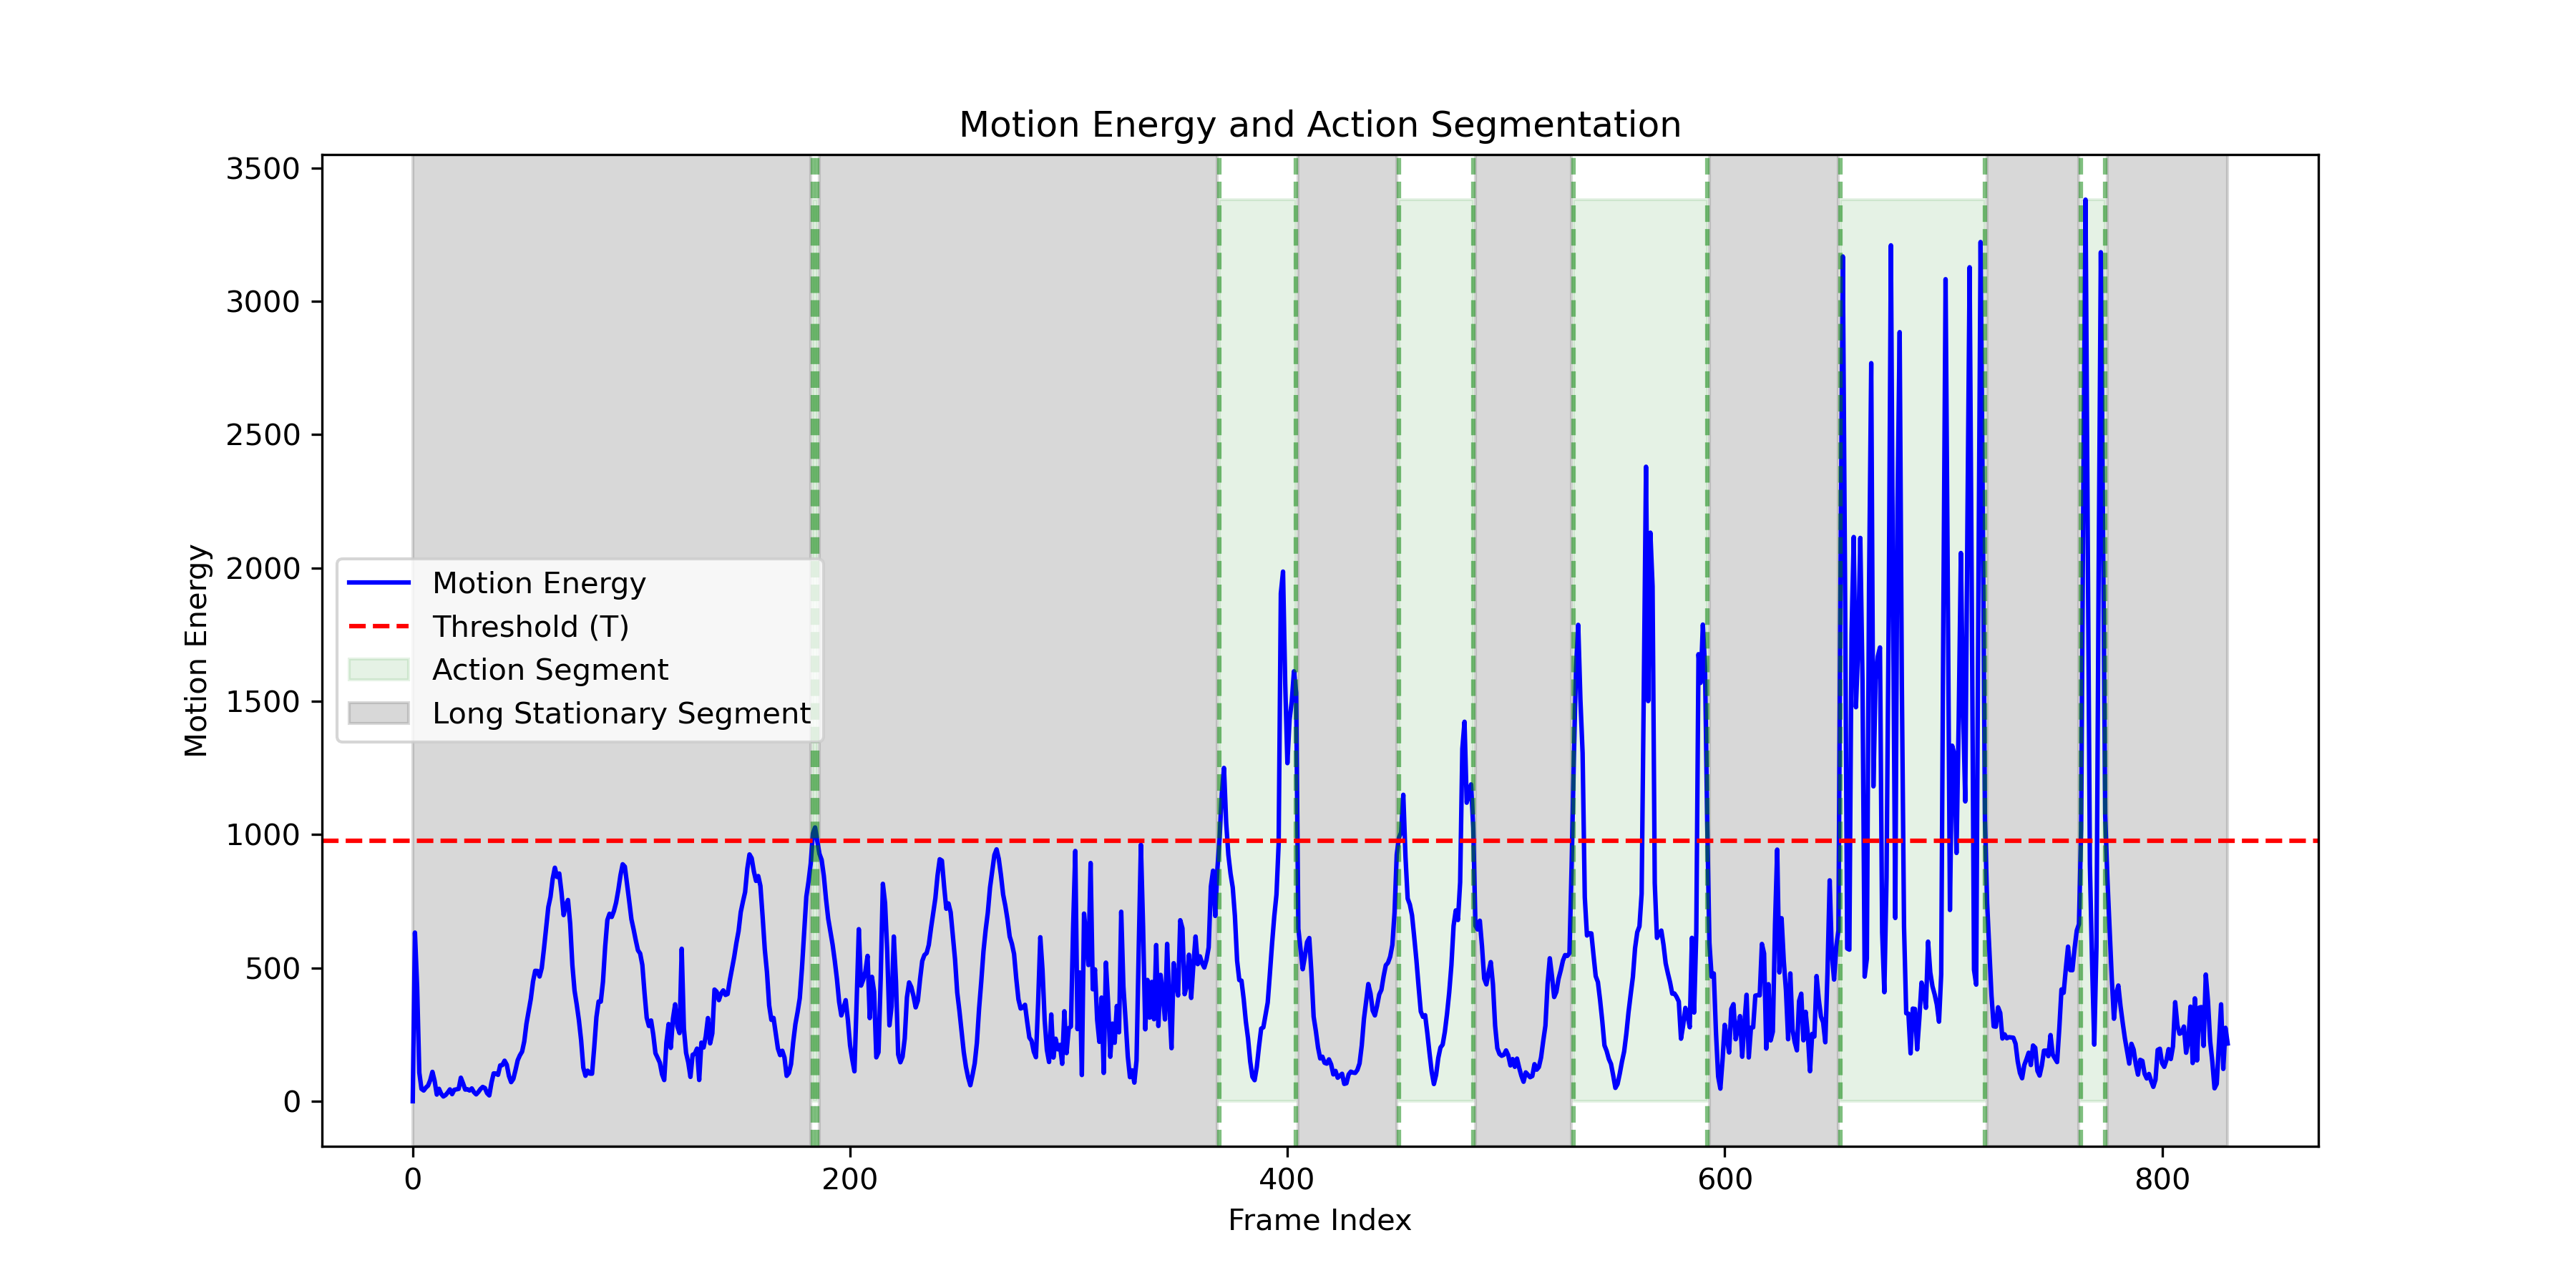 Motion Energy and Action Segmentation
3500
3000
2500
2000
1500
1000
500
0
Motion Energy
Motion Energy
Threshold (T)
Action Segment
Long Stationary Segment
0
200
400
600
800
Frame Index